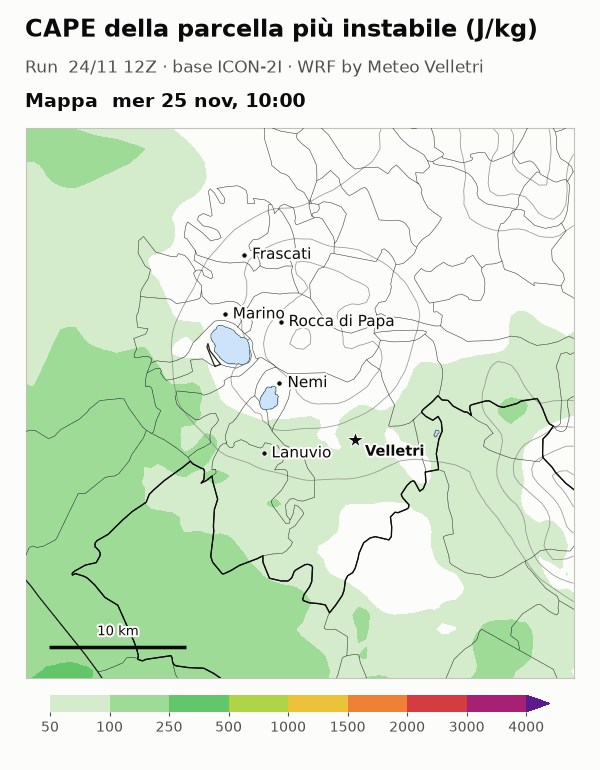 CAPE della parcella più instabile (J/kg)
Run  24/11 12Z · base ICON-2I · WRF by Meteo Velletri
Mappa  mer 25 nov, 10:00
Frascati
Marino
Rocca di Papa
Nemi
Velletri
Lanuvio
10 km
50 100 250 500 1000 1500 2000 3000 4000